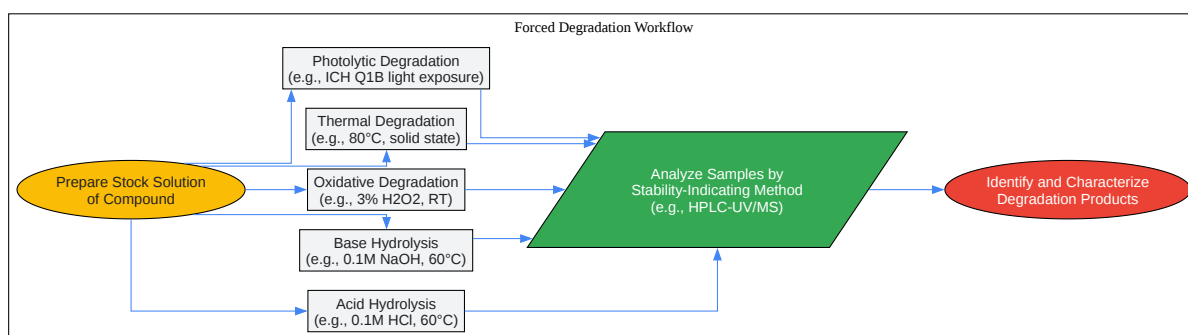 Forced Degradation Workflow
Photolytic Degradation
(e.g., ICH Q1B light exposure)
Thermal Degradation
(e.g., 80°C, solid state)
Prepare Stock Solution
of Compound
Oxidative Degradation
(e.g., 3% H2O2, RT)
Base Hydrolysis
(e.g., 0.1M NaOH, 60°C)
Acid Hydrolysis
(e.g., 0.1M HCl, 60°C)
Analyze Samples by
Stability-Indicating Method
(e.g., HPLC-UV/MS)
Identify and Characterize
Degradation Products